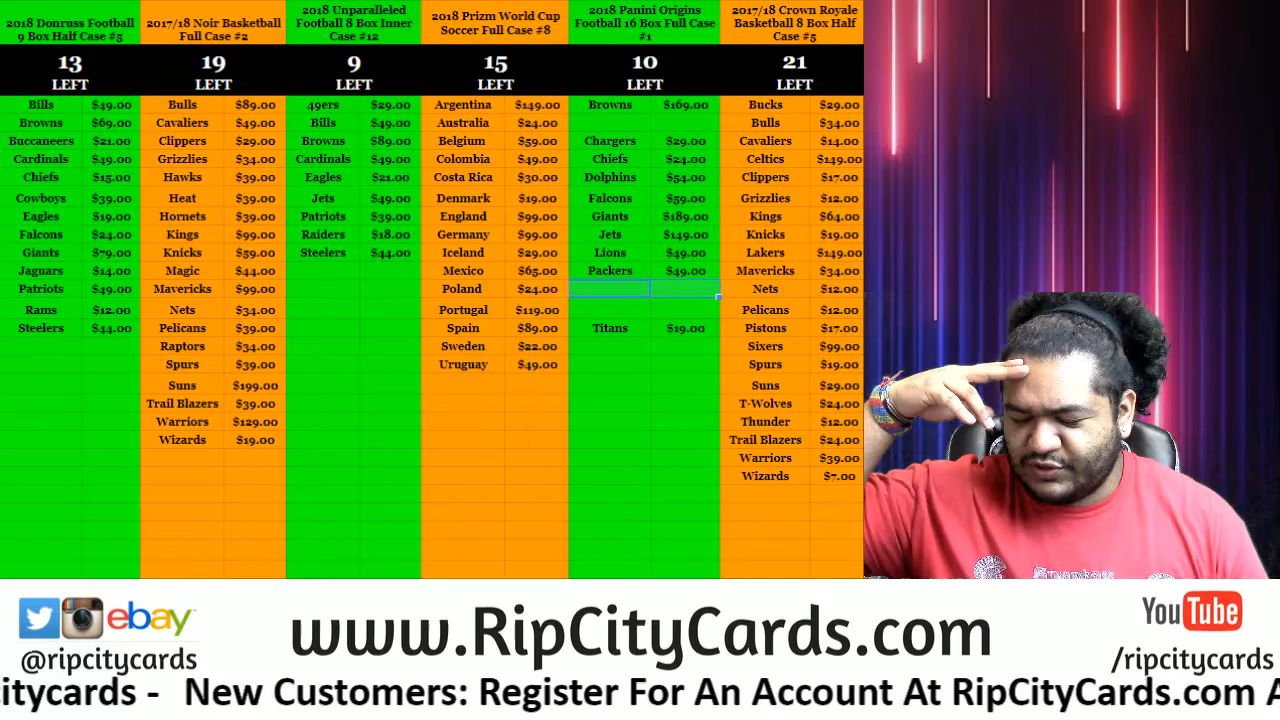 2018 Donruss Football
9 Box Half Case #5
13
LEFT
Bills $49.00
Browns $69.00
Buccaneers $21.00
Cardinals $49.00
Chiefs $15.00
Cowboys $39.00
Eagles $19.00
Falcons $24.00
Giants $79.00
Jaguars $14.00
Patriots $49.00
Rams $12.00
Steelers $44.00
2017/18 Noir Basketball
Full Case #2
19
LEFT
Bulls $89.00
Cavaliers $49.00
Clippers $29.00
Grizzlies $34.00
Hawks $39.00
Heat $39.00
Hornets $39.00
Kings $99.00
Knicks $59.00
Magic $44.00
Mavericks $99.00
Nets $34.00
Pelicans $39.00
Raptors $34.00
Spurs $39.00
Suns $199.00
Trail Blazers $39.00
Warriors $129.00
Wizards $19.00
2018 Unparalleled
Football 8 Box Inner
Case #12
9
LEFT
49ers $29.00
Bills $49.00
Browns $89.00
Cardinals $49.00
Eagles $21.00
Jets $49.00
Patriots $39.00
Raiders $18.00
Steelers $44.00
2018 Prizm World Cup
Soccer Full Case #8
15
LEFT
Argentina $149.00
Australia $24.00
Belgium $59.00
Colombia $49.00
Costa Rica $30.00
Denmark $19.00
England $99.00
Germany $99.00
Iceland $29.00
Mexico $65.00
Poland $24.00
Portugal $119.00
Spain $89.00
Sweden $22.00
Uruguay $49.00
2018 Panini Origins
Football 16 Box Full Case
#1
10
LEFT
Browns $169.00
Chargers $29.00
Chiefs $24.00
Dolphins $54.00
Falcons $59.00
Giants $189.00
Jets $149.00
Lions $49.00
Packers $49.00
Titans $19.00
2017/18 Crown Royale
Basketball 8 Box Half
Case #5
21
LEFT
Bucks $29.00
Bulls $34.00
Cavaliers $14.00
Celtics $149.00
Clippers $17.00
Grizzlies $12.00
Kings $64.00
Knicks $19.00
Lakers $149.00
Mavericks $34.00
Nets $12.00
Pelicans $12.00
Pistons $17.00
Sixers $99.00
Spurs $19.00
Suns $29.00
T-Wolves $24.00
Thunder $12.00
Trail Blazers $24.00
Warriors $39.00
Wizards $7.00
ebay
@ripcitycards
www.RipCityCards.com
YouTube
/ripcitycards
citycards - New Customers: Register For An Account At RipCityCards.com A